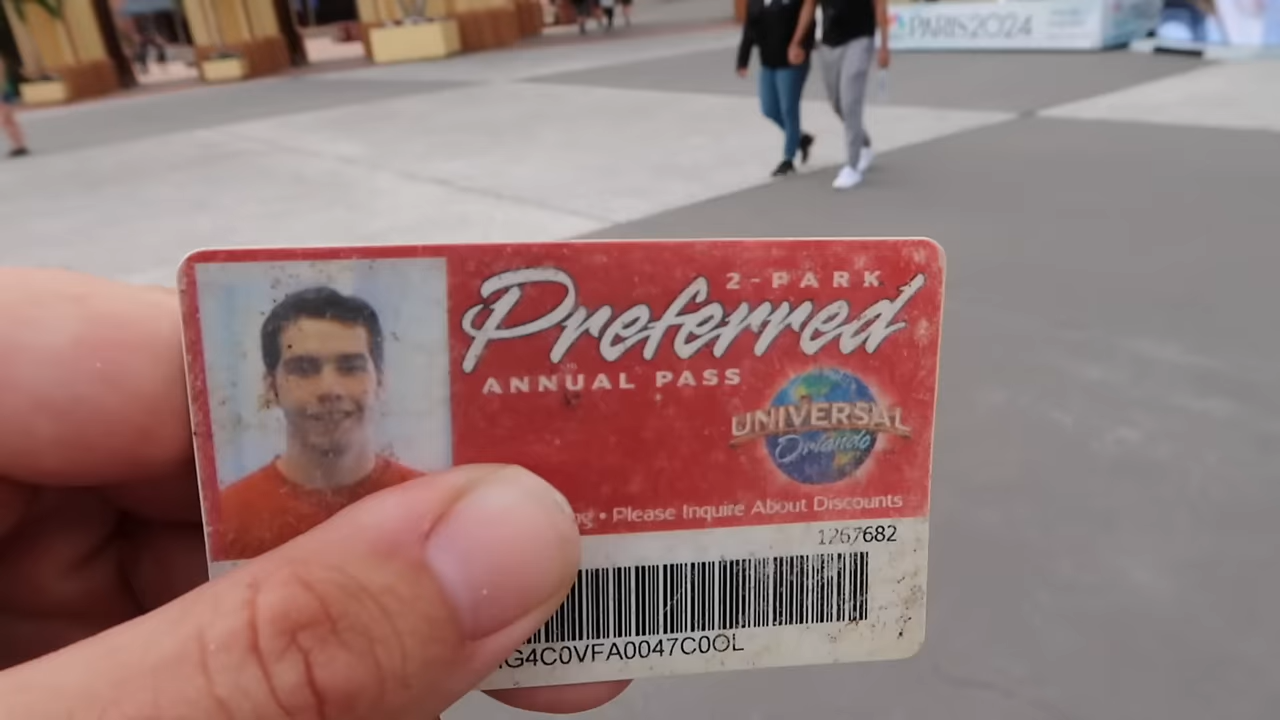 PARIS2024
2-PARK
Preferred
ANNUAL PASS
UNIVERSAL
Orlando
• Please Inquire About Discounts
1267682
G4C0VFA0047C0OL